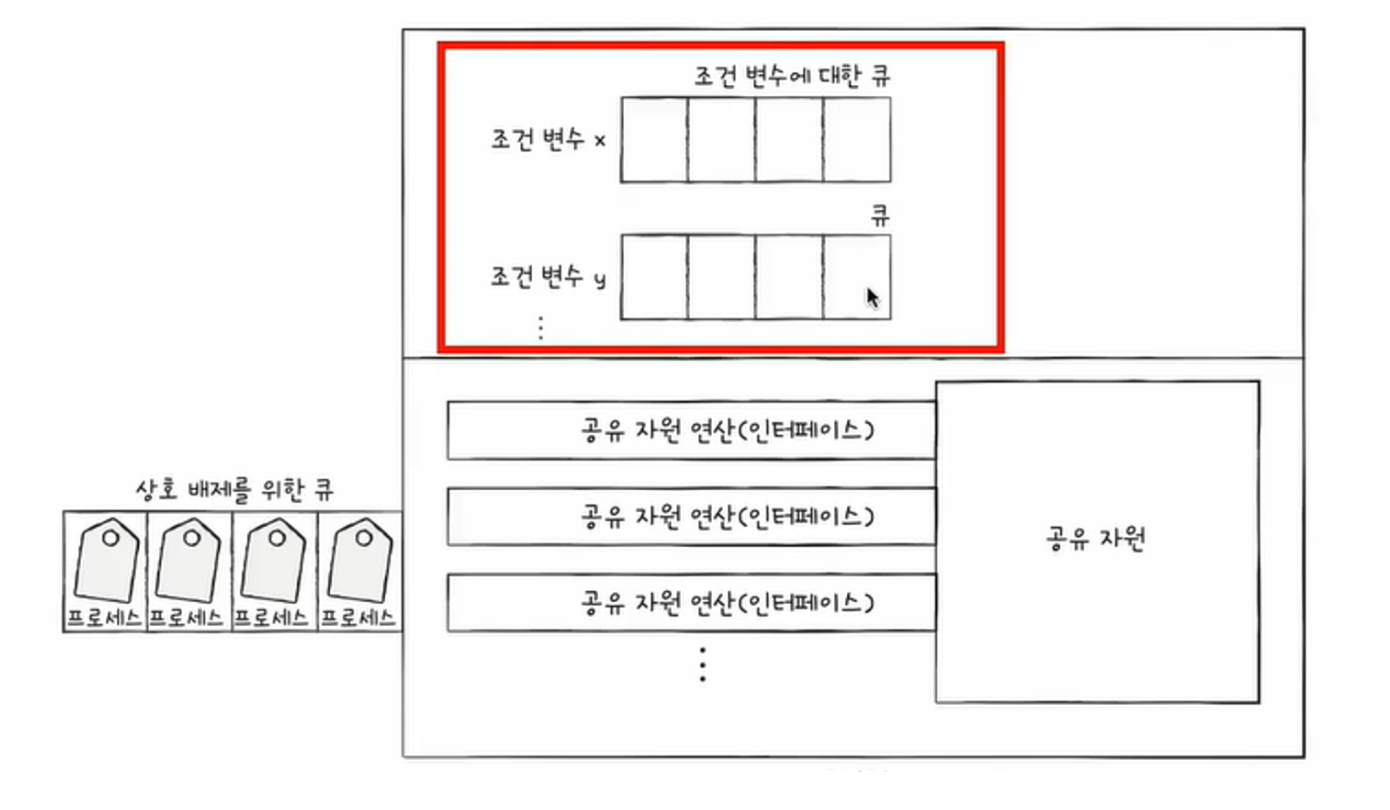 조건 변수에 대한 큐
조건 변수 x
큐
조건 변수 y
⋮
공유 자원 연산(인터페이스)
상호 배제를 위한 큐
공유 자원 연산(인터페이스)
공유 자원
공유 자원 연산(인터페이스)
프로세스 프로세스 프로세스 프로세스
⋮